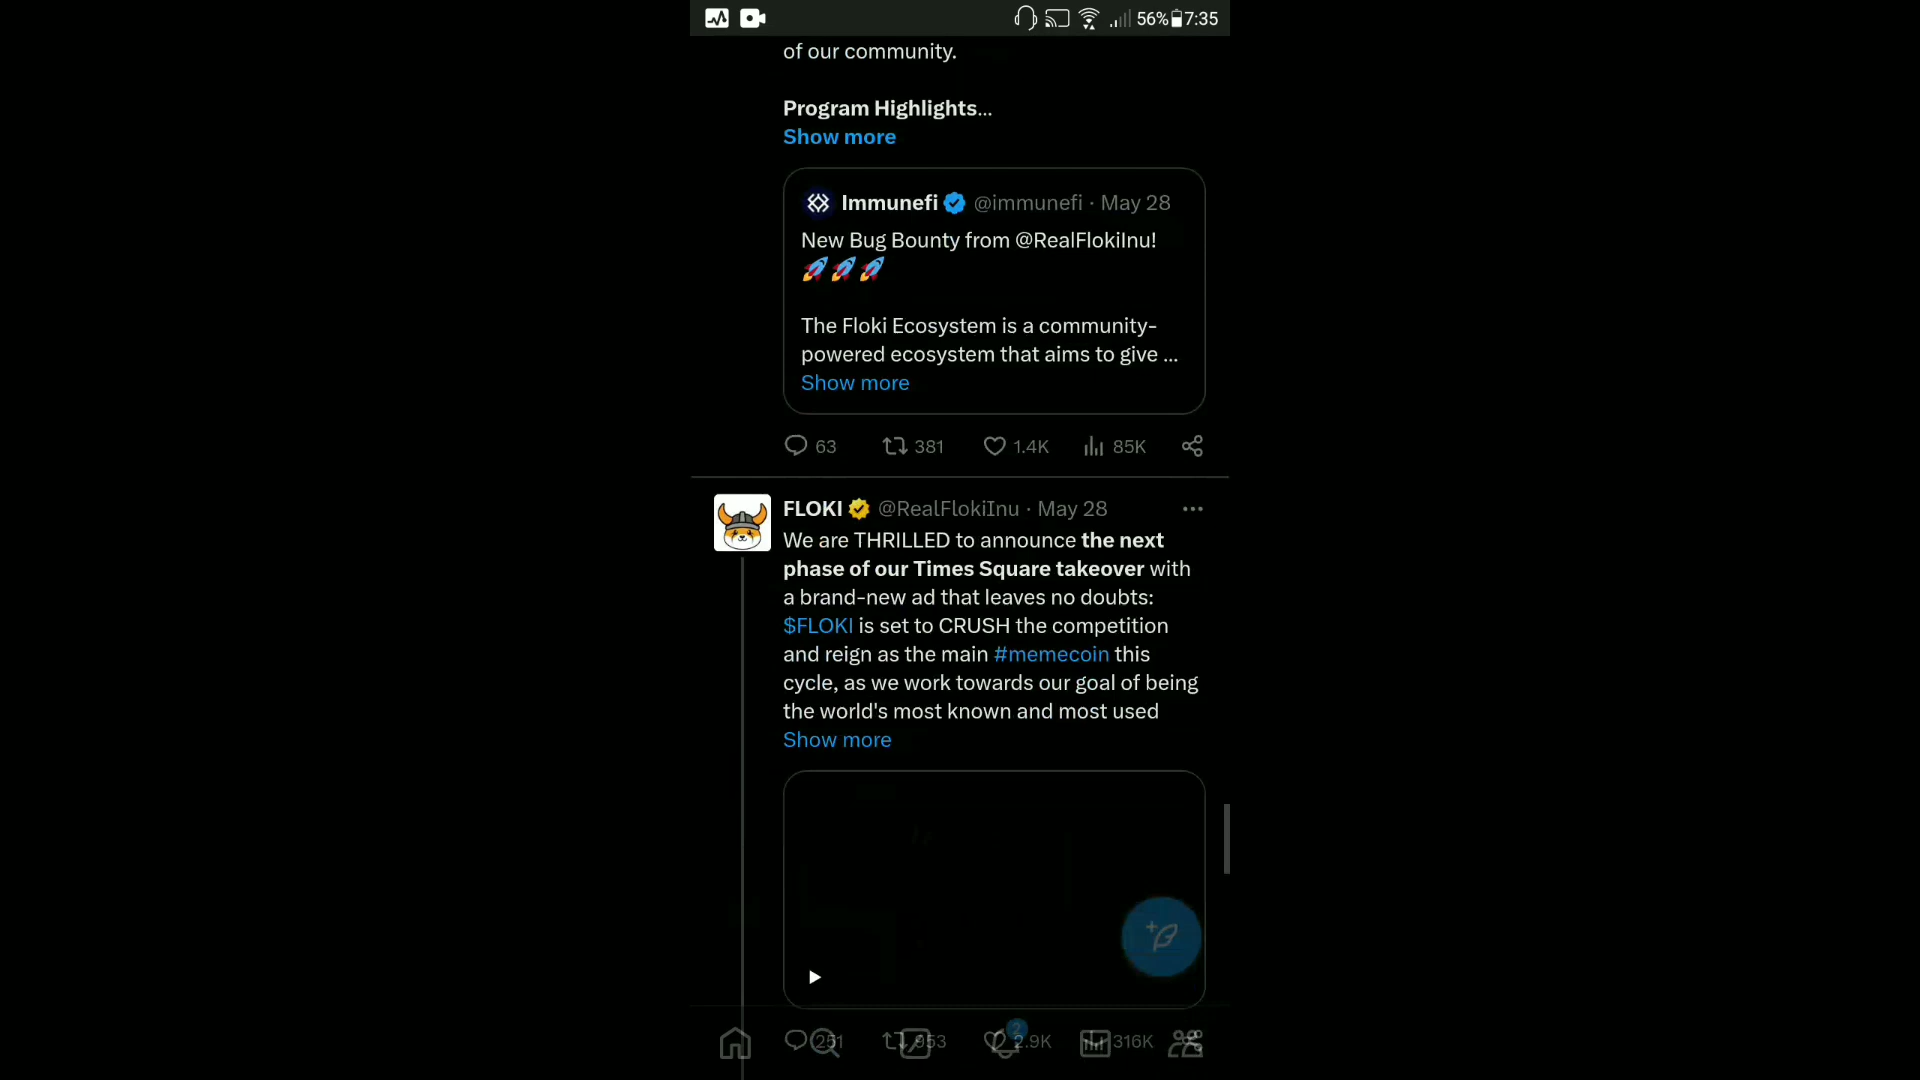 56% 7:35
of our community.
Program Highlights...
Show more
Immunefi @immunefi · May 28
New Bug Bounty from @RealFlokiInu!
🚀🚀🚀
The Floki Ecosystem is a community-
powered ecosystem that aims to give ...
Show more
63 381 1.4K 85K
FLOKI @RealFlokiInu · May 28
We are THRILLED to announce the next
phase of our Times Square takeover with
a brand-new ad that leaves no doubts:
$FLOKI is set to CRUSH the competition
and reign as the main #memecoin this
cycle, as we work towards our goal of being
the world's most known and most used
Show more
2
251 953 2.9K 316K